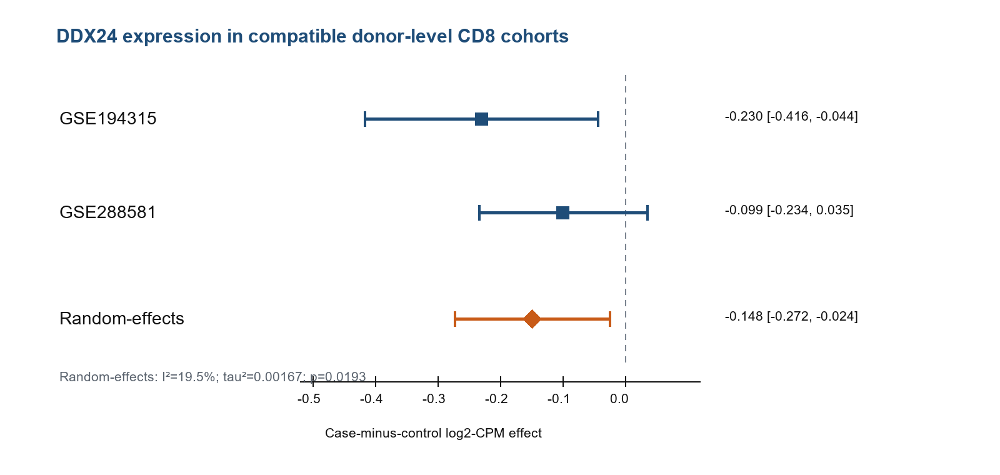 DDX24 expression in compatible donor-level CD8 cohorts
GSE194315
-0.230 [-0.416, -0.044]
GSE288581
-0.099 [-0.234, 0.035]
Random-effects
-0.148 [-0.272, -0.024]
Random-effects: I²=19.5%; tau²=0.00167; p=0.0193
-0.5 -0.4 -0.3 -0.2 -0.1 0.0
Case-minus-control log2-CPM effect